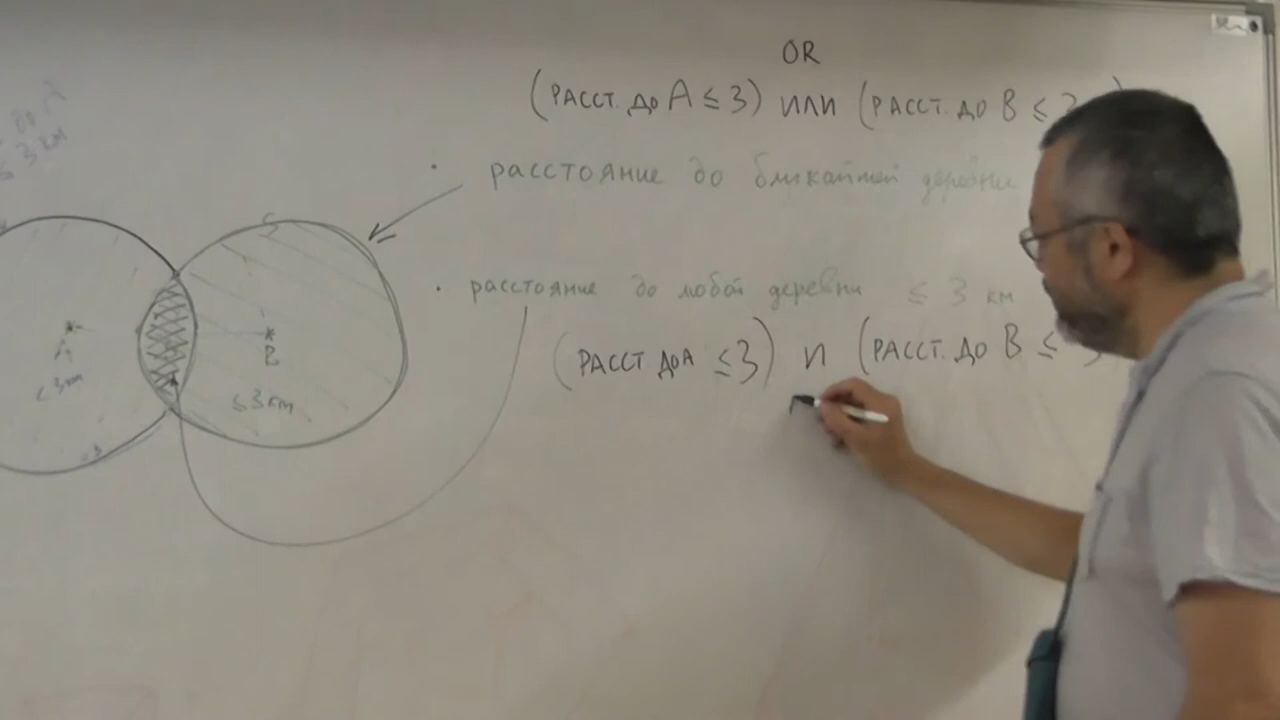 OR
(РАССТ. ДО A ≤ 3) ИЛИ (РАССТ. ДО B ≤
расстояние до ближайшей деревни
расстояние до любой деревни ≤ 3 км
(РАССТ ДО A ≤ 3) И (РАССТ. ДО B ≤ 3
≤ 3 км
B
≤ 3 км